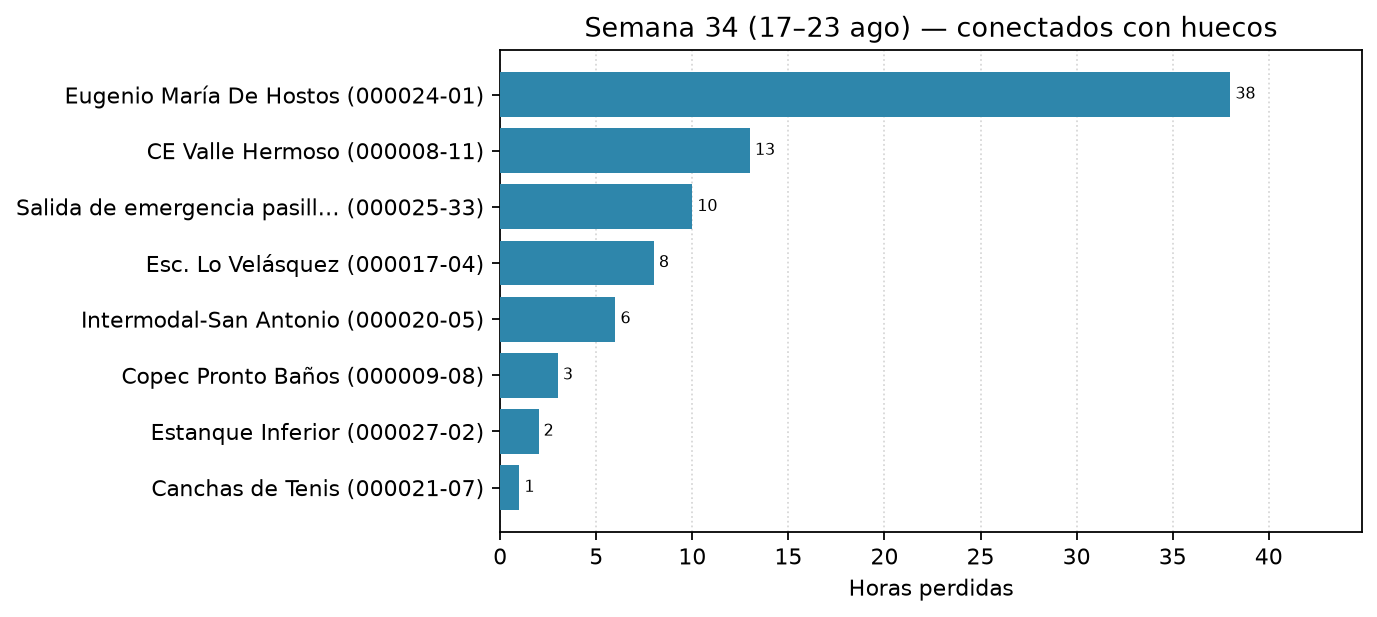 Semana 34 (17–23 ago) — conectados con huecos
Eugenio María De Hostos (000024-01)
38
CE Valle Hermoso (000008-11)
13
Salida de emergencia pasill… (000025-33)
10
Esc. Lo Velásquez (000017-04)
8
Intermodal-San Antonio (000020-05)
6
Copec Pronto Baños (000009-08)
3
Estanque Inferior (000027-02)
2
Canchas de Tenis (000021-07)
1
0 5 10 15 20 25 30 35 40
Horas perdidas